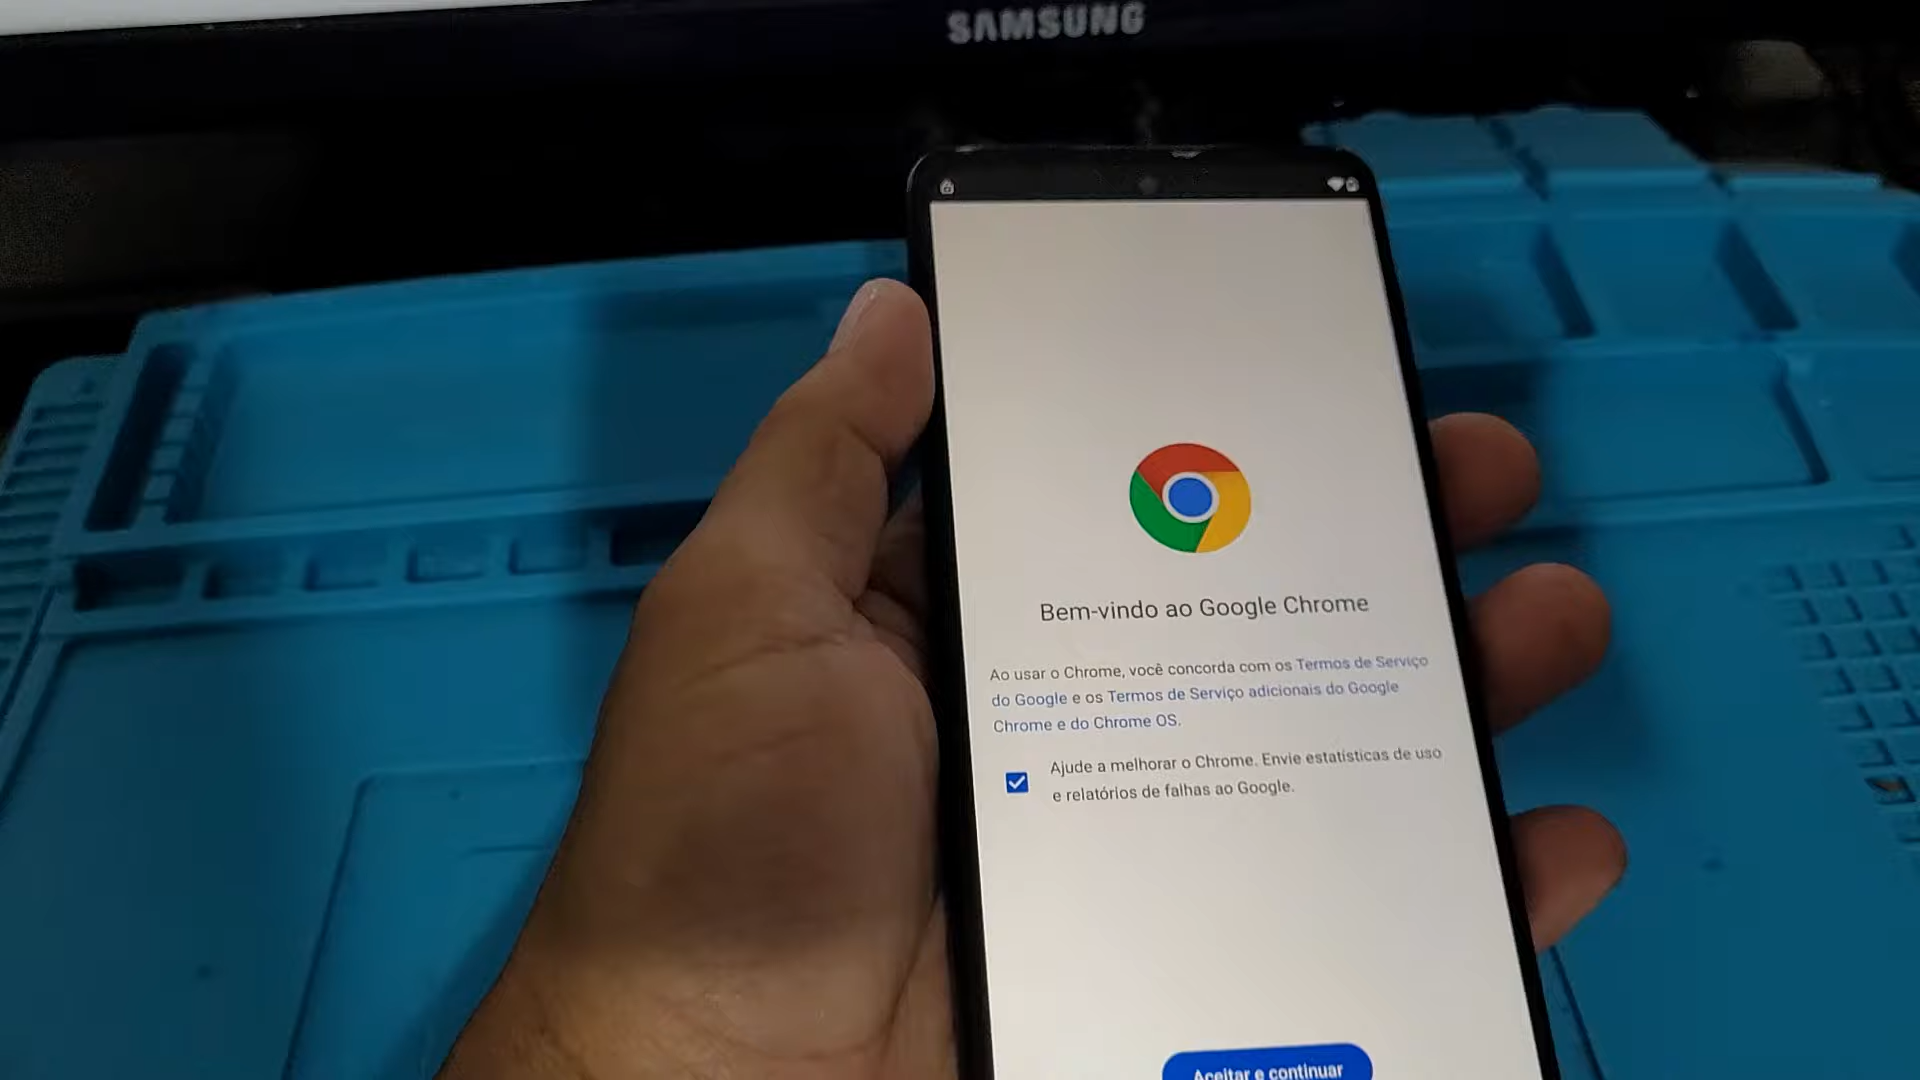 SAMSUNG
Bem-vindo ao Google Chrome
Ao usar o Chrome, você concorda com os Termos de Serviço
do Google e os Termos de Serviço adicionais do Google
Chrome e do Chrome OS.
Ajude a melhorar o Chrome. Envie estatísticas de uso
e relatórios de falhas ao Google.
Aceitar e continuar